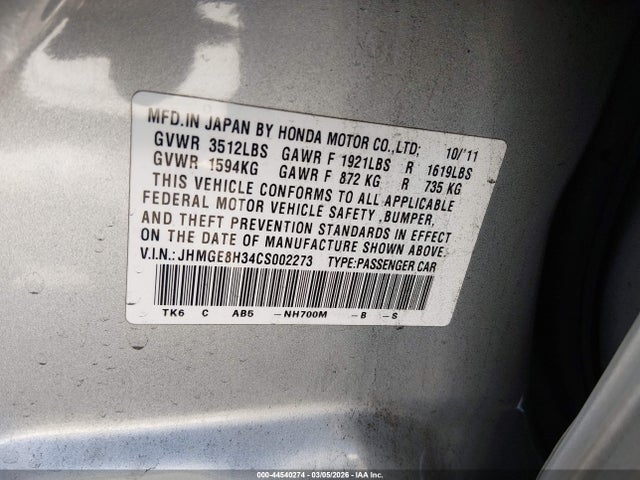 MFD.IN JAPAN BY HONDA MOTOR CO.,LTD; 10/'11
GVWR 3512LBS GAWR F 1921LBS R 1619LBS
GVWR 1594KG GAWR F 872 KG R 735 KG
THIS VEHICLE CONFORMS TO ALL APPLICABLE
FEDERAL MOTOR VEHICLE SAFETY ,BUMPER,
AND THEFT PREVENTION STANDARDS IN EFFECT
ON THE DATE OF MANUFACTURE SHOWN ABOVE.
V.I.N.: JHMGE8H34CS002273 TYPE:PASSENGER CAR
TK6 C AB5 -NH700M -B -S
000-44540274 - 03/05/2026 - IAA Inc.